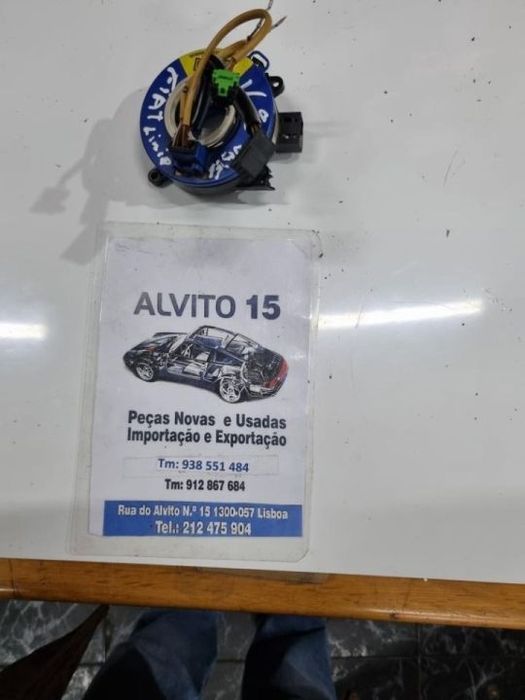 FIAT
ALVITO 15
Peças Novas e Usadas
Importação e Exportação
Tm: 938 551 484
Tm: 912 867 684
Rua do Alvito N.º 15 1300-057 Lisboa
Tel.: 212 475 904